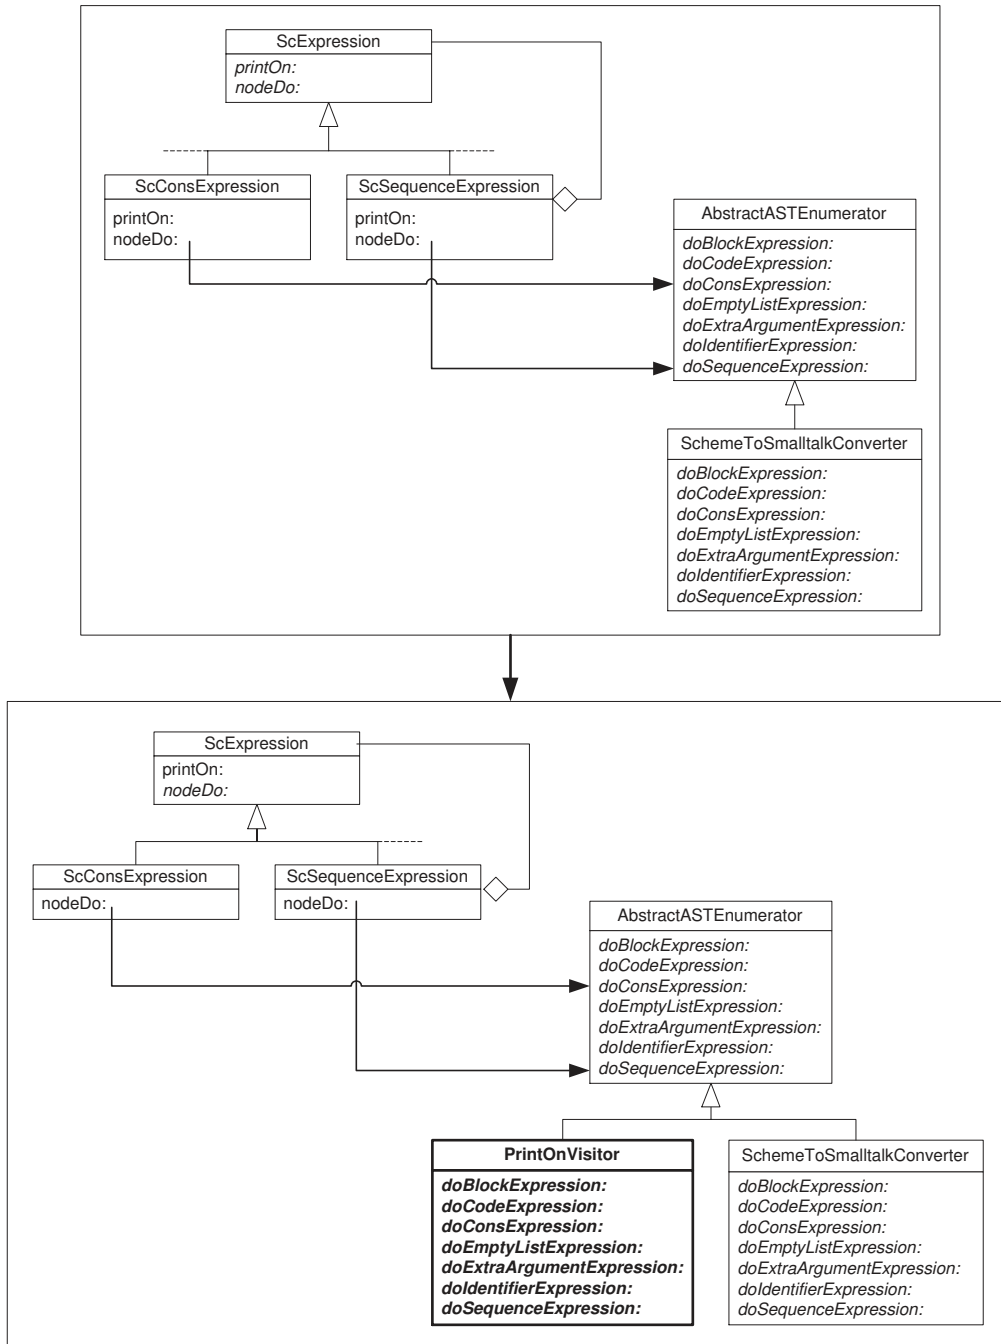 ScExpression
printOn:
nodeDo:
ScConsExpression
printOn:
nodeDo:
ScSequenceExpression
printOn:
nodeDo:
AbstractASTEnumerator
doBlockExpression:
doCodeExpression:
doConsExpression:
doEmptyListExpression:
doExtraArgumentExpression:
doIdentifierExpression:
doSequenceExpression:
SchemeToSmalltalkConverter
doBlockExpression:
doCodeExpression:
doConsExpression:
doEmptyListExpression:
doExtraArgumentExpression:
doIdentifierExpression:
doSequenceExpression:
ScExpression
printOn:
nodeDo:
ScConsExpression
nodeDo:
ScSequenceExpression
nodeDo:
AbstractASTEnumerator
doBlockExpression:
doCodeExpression:
doConsExpression:
doEmptyListExpression:
doExtraArgumentExpression:
doIdentifierExpression:
doSequenceExpression:
PrintOnVisitor
doBlockExpression:
doCodeExpression:
doConsExpression:
doEmptyListExpression:
doExtraArgumentExpression:
doIdentifierExpression:
doSequenceExpression:
SchemeToSmalltalkConverter
doBlockExpression:
doCodeExpression:
doConsExpression:
doEmptyListExpression:
doExtraArgumentExpression:
doIdentifierExpression:
doSequenceExpression: